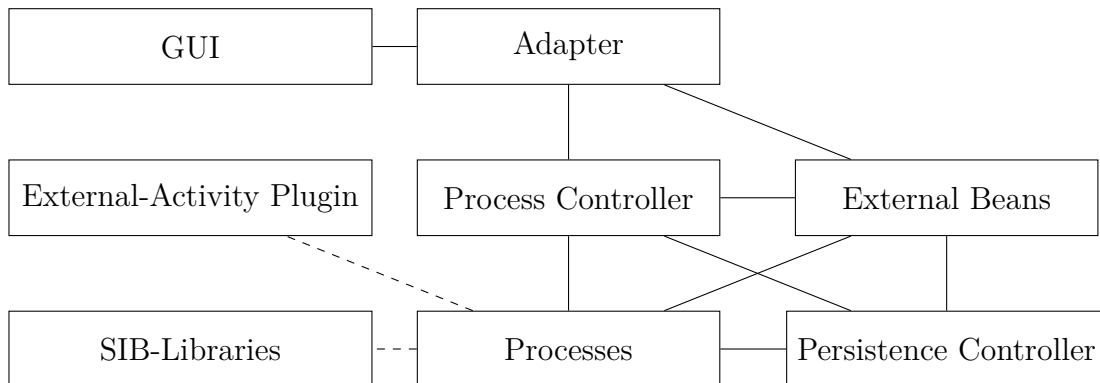 GUI
Adapter
External-Activity Plugin
Process Controller
External Beans
SIB-Libraries
Processes
Persistence Controller